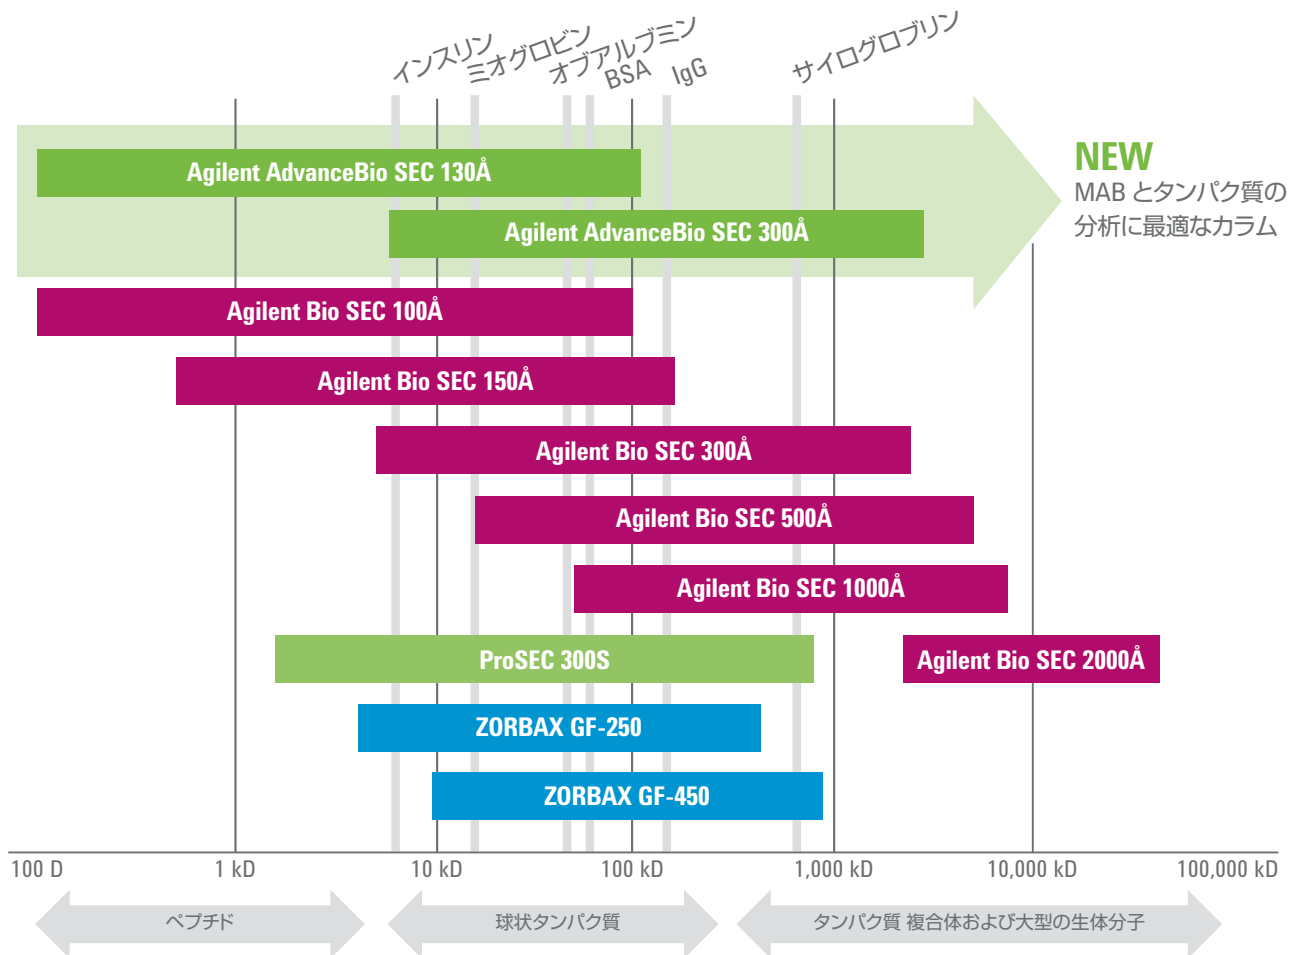 インスリン
ミオグロビン
オブアルブミン
BSA
IgG
サイログロブリン
Agilent AdvanceBio SEC 130Å
Agilent AdvanceBio SEC 300Å
NEW
MAB とタンパク質の
分析に最適なカラム
Agilent Bio SEC 100Å
Agilent Bio SEC 150Å
Agilent Bio SEC 300Å
Agilent Bio SEC 500Å
Agilent Bio SEC 1000Å
ProSEC 300S
Agilent Bio SEC 2000Å
ZORBAX GF-250
ZORBAX GF-450
100 D
1 kD
10 kD
100 kD
1,000 kD
10,000 kD
100,000 kD
ペプチド
球状タンパク質
タンパク質 複合体および大型の生体分子